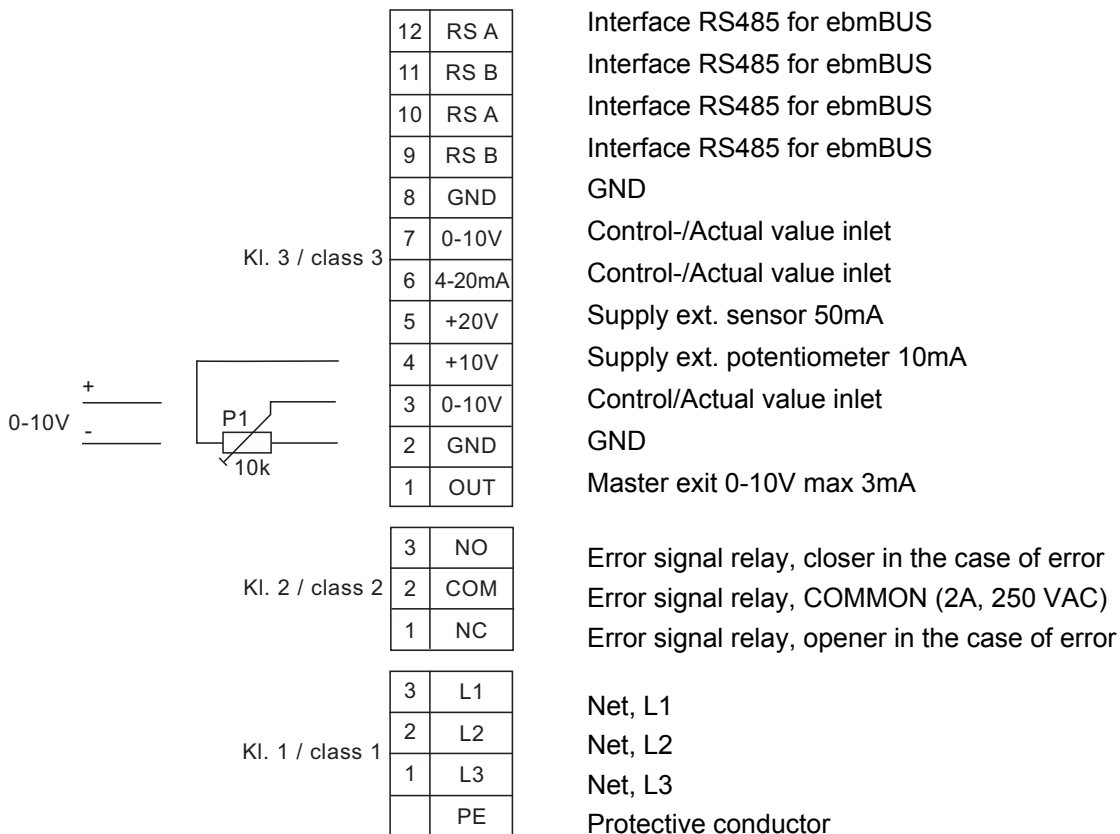 12 RS A Interface RS485 for ebmBUS
11 RS B Interface RS485 for ebmBUS
10 RS A Interface RS485 for ebmBUS
9 RS B Interface RS485 for ebmBUS
8 GND GND
7 0-10V Control-/Actual value inlet
Kl. 3 / class 3
6 4-20mA Control-/Actual value inlet
5 +20V Supply ext. sensor 50mA
4 +10V Supply ext. potentiometer 10mA
+
3 0-10V Control/Actual value inlet
0-10V
P1
-
2 GND GND
10k
1 OUT Master exit 0-10V max 3mA
3 NO Error signal relay, closer in the case of error
Kl. 2 / class 2 2 COM Error signal relay, COMMON (2A, 250 VAC)
1 NC Error signal relay, opener in the case of error
3 L1 Net, L1
2 L2 Net, L2
Kl. 1 / class 1
1 L3 Net, L3
PE Protective conductor